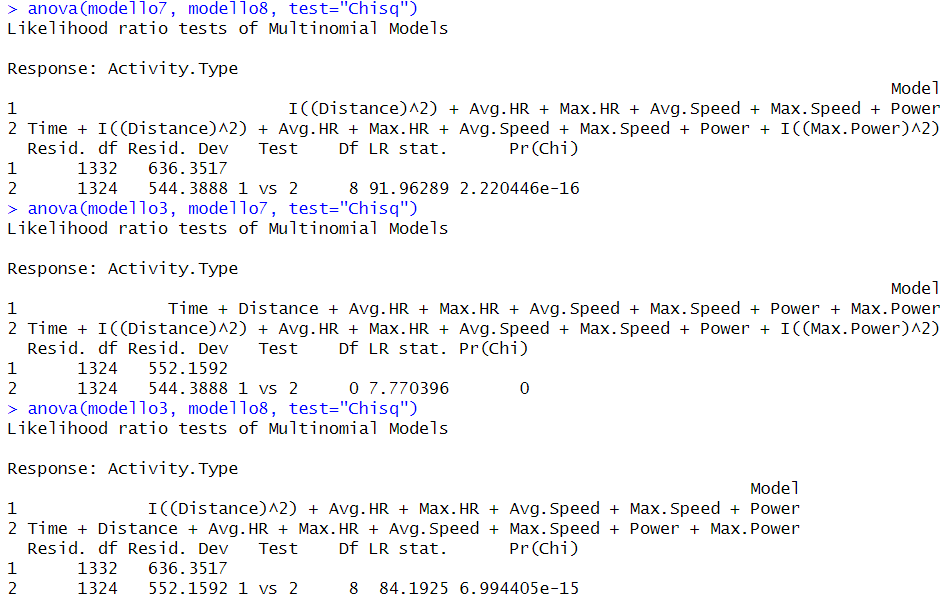 > anova(modello7, modello8, test="Chisq")
Likelihood ratio tests of Multinomial Models

Response: Activity.Type
                                                                                        Model
1                           I((Distance)^2) + Avg.HR + Max.HR + Avg.Speed + Max.Speed + Power
2 Time + I((Distance)^2) + Avg.HR + Max.HR + Avg.Speed + Max.Speed + Power + I((Max.Power)^2)
  Resid. df Resid. Dev   Test    Df LR stat.      Pr(Chi)
1      1332   636.3517
2      1324   544.3888 1 vs 2     8 91.96289 2.220446e-16
> anova(modello3, modello7, test="Chisq")
Likelihood ratio tests of Multinomial Models

Response: Activity.Type
                                                                                        Model
1               Time + Distance + Avg.HR + Max.HR + Avg.Speed + Max.Speed + Power + Max.Power
2 Time + I((Distance)^2) + Avg.HR + Max.HR + Avg.Speed + Max.Speed + Power + I((Max.Power)^2)
  Resid. df Resid. Dev   Test    Df LR stat. Pr(Chi)
1      1324   552.1592
2      1324   544.3888 1 vs 2     0 7.770396       0
> anova(modello3, modello8, test="Chisq")
Likelihood ratio tests of Multinomial Models

Response: Activity.Type
                                                                          Model
1             I((Distance)^2) + Avg.HR + Max.HR + Avg.Speed + Max.Speed + Power
2 Time + Distance + Avg.HR + Max.HR + Avg.Speed + Max.Speed + Power + Max.Power
  Resid. df Resid. Dev   Test    Df LR stat.      Pr(Chi)
1      1332   636.3517
2      1324   552.1592 1 vs 2     8  84.1925 6.994405e-15